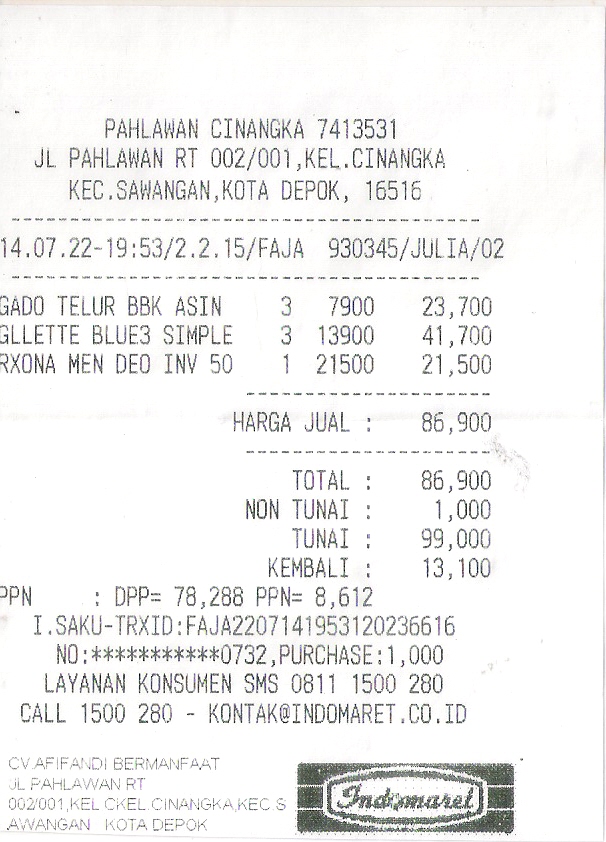 PAHLAWAN CINANGKA 7413531
JL PAHLAWAN RT 002/001,KEL.CINANGKA
KEC.SAWANGAN,KOTA DEPOK, 16516
14.07.22-19:53/2.2.15/FAJA 930345/JULIA/02
GADO TELUR BBK ASIN 3 7900 23,700
GLLETTE BLUE3 SIMPLE 3 13900 41,700
RXONA MEN DEO INV 50 1 21500 21,500
HARGA JUAL : 86,900
TOTAL : 86,900
NON TUNAI : 1,000
TUNAI : 99,000
KEMBALI : 13,100
PPN : DPP= 78,288 PPN= 8,612
I.SAKU-TRXID:FAJA2207141953120236616
NO:***********0732,PURCHASE:1,000
LAYANAN KONSUMEN SMS 0811 1500 280
CALL 1500 280 - KONTAK@INDOMARET.CO.ID
CV.AFIFANDI BERMANFAAT
JL PAHLAWAN RT
002/001,KEL CKEL.CINANGKA,KEC S
AWANGAN KOTA DEPOK
Indomaret